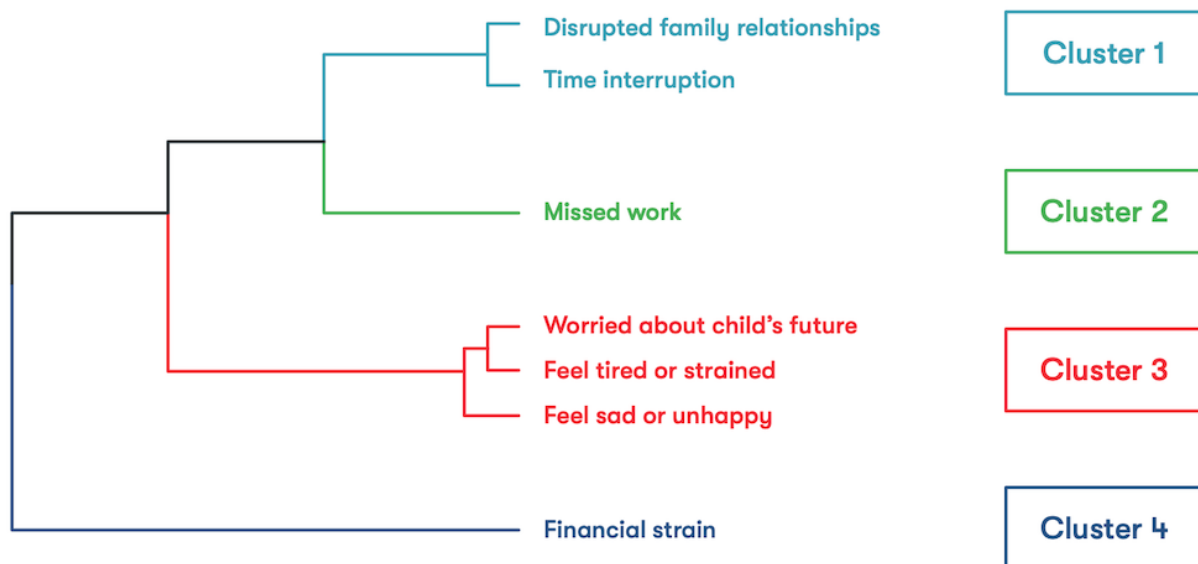 Disrupted family relationships
Cluster 1
Time interruption
Missed work
Cluster 2
Worried about child’s future
Feel tired or strained
Cluster 3
Feel sad or unhappy
Financial strain
Cluster 4